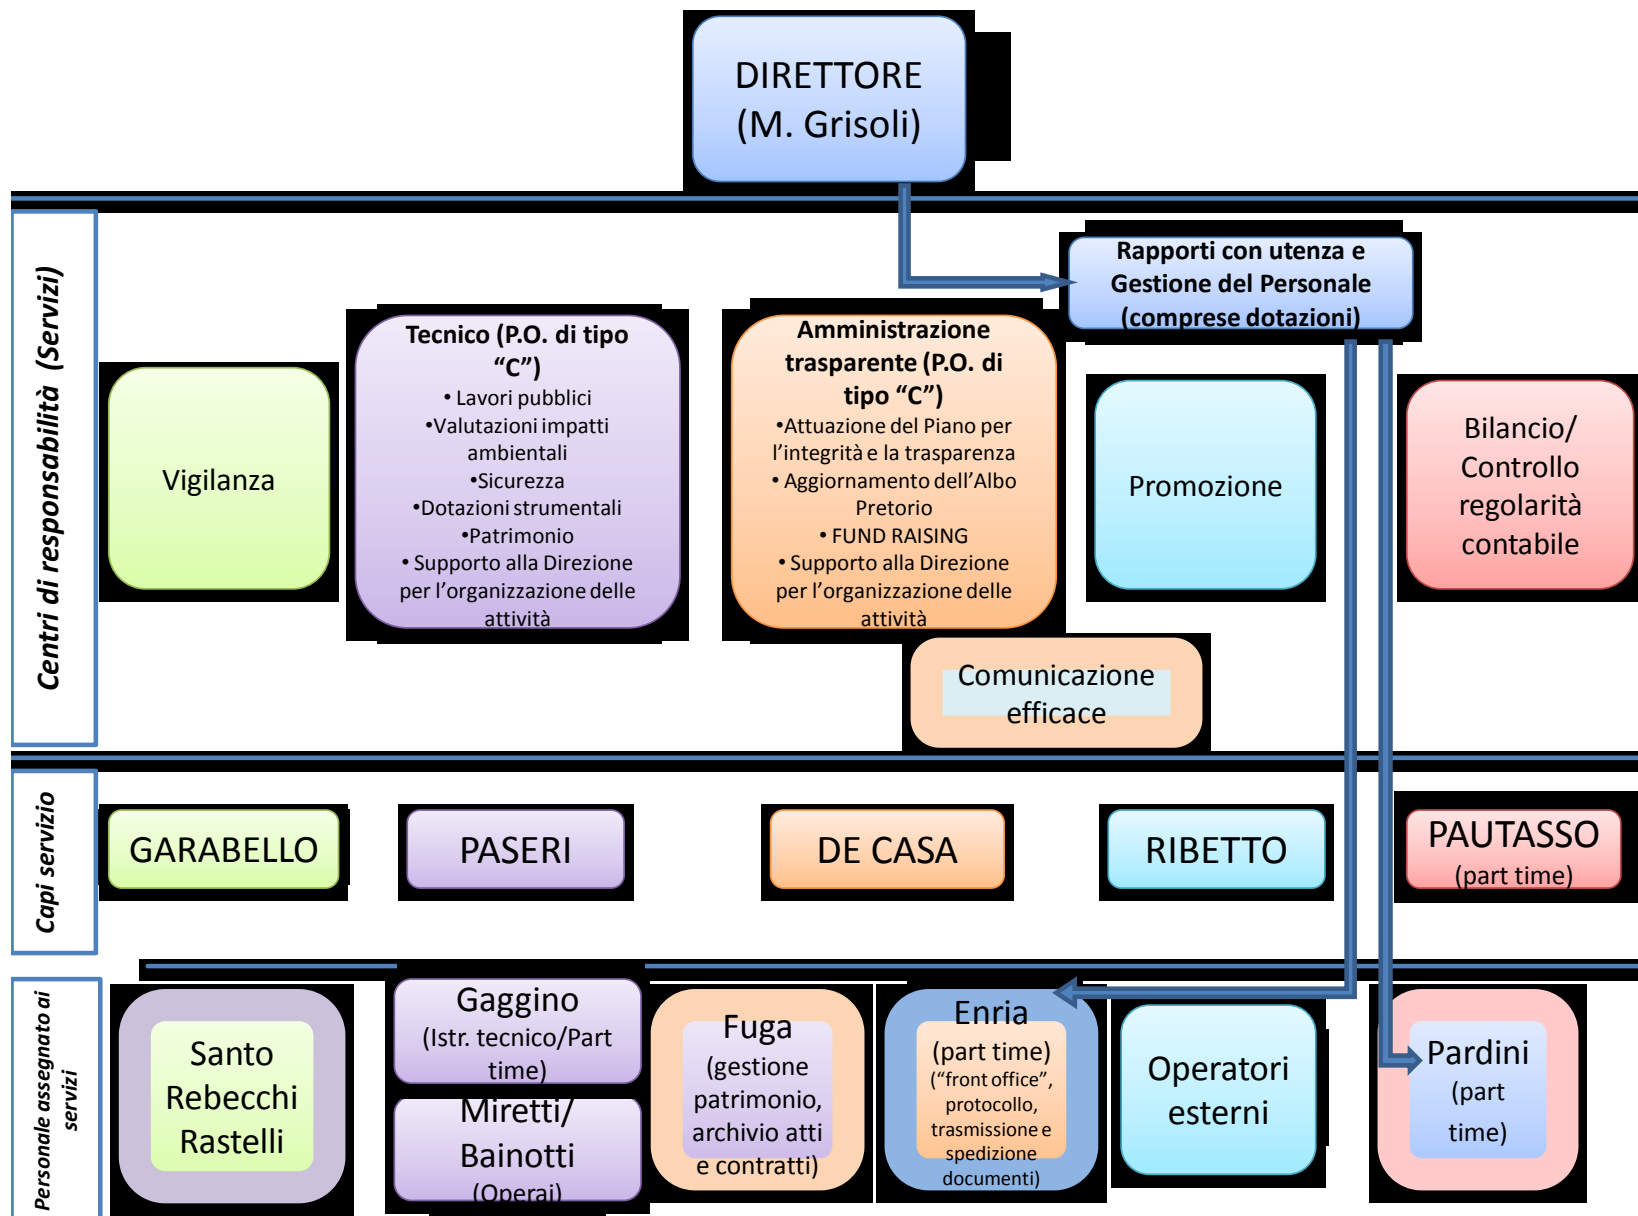 DIRETTORE
(M. Grisoli)
Centri di responsabilità (Servizi)
Rapporti con utenza e
Gestione del Personale
(comprese dotazioni)
Vigilanza
Tecnico (P.O. di tipo
“C”)
• Lavori pubblici
•Valutazioni impatti
ambientali
•Sicurezza
•Dotazioni strumentali
•Patrimonio
• Supporto alla Direzione
per l’organizzazione delle
attività
Amministrazione
trasparente (P.O. di
tipo “C”)
•Attuazione del Piano per
l’integrità e la trasparenza
• Aggiornamento dell’Albo
Pretorio
• FUND RAISING
• Supporto alla Direzione
per l’organizzazione delle
attività
Promozione
Bilancio/
Controllo
regolarità
contabile
Comunicazione
efficace
Capi servizio
GARABELLO
PASERI
DE CASA
RIBETTO
PAUTASSO
(part time)
Personale assegnato ai
servizi
Santo
Rebecchi
Rastelli
Gaggino
(Istr. tecnico/Part
time)
Miretti/
Bainotti
(Operai)
Fuga
(gestione
patrimonio,
archivio atti
e contratti)
Enria
(part time)
(“front office”,
protocollo,
trasmissione e
spedizione
documenti)
Operatori
esterni
Pardini
(part
time)